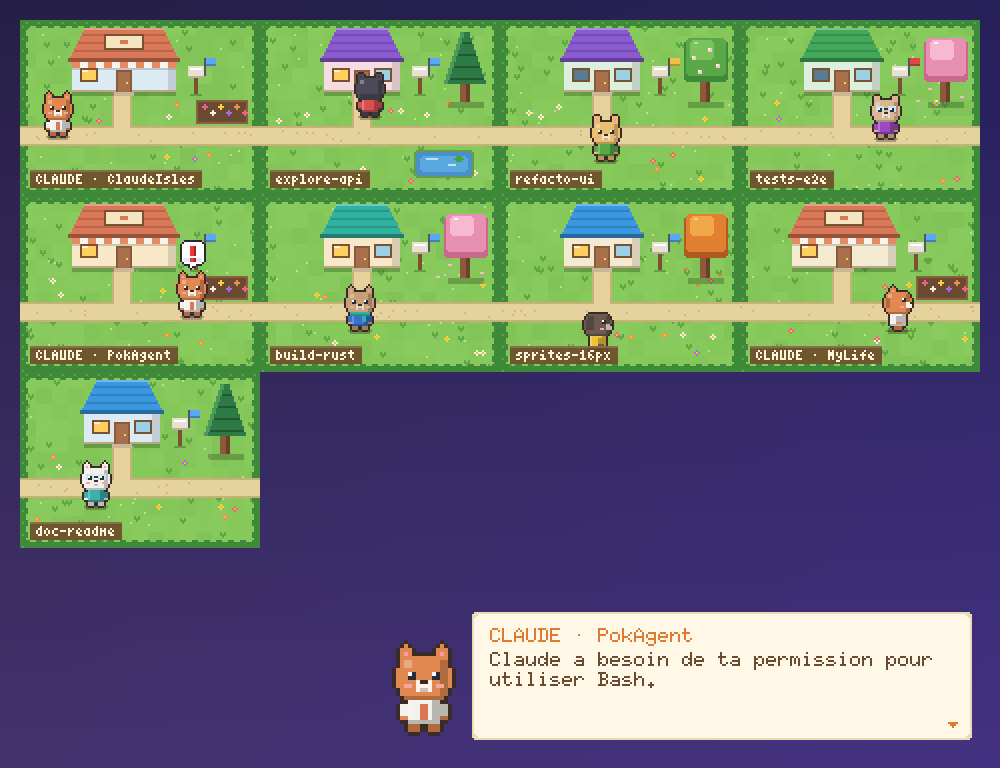 CLAUDE · ClaudeIsles
explore-api
refacto-ui
tests-e2e
!
CLAUDE · PokAgent
build-rust
sprites-16px
CLAUDE · MyLife
doc-readme
CLAUDE · PokAgent
Claude a besoin de ta permission pour
utiliser Bash.